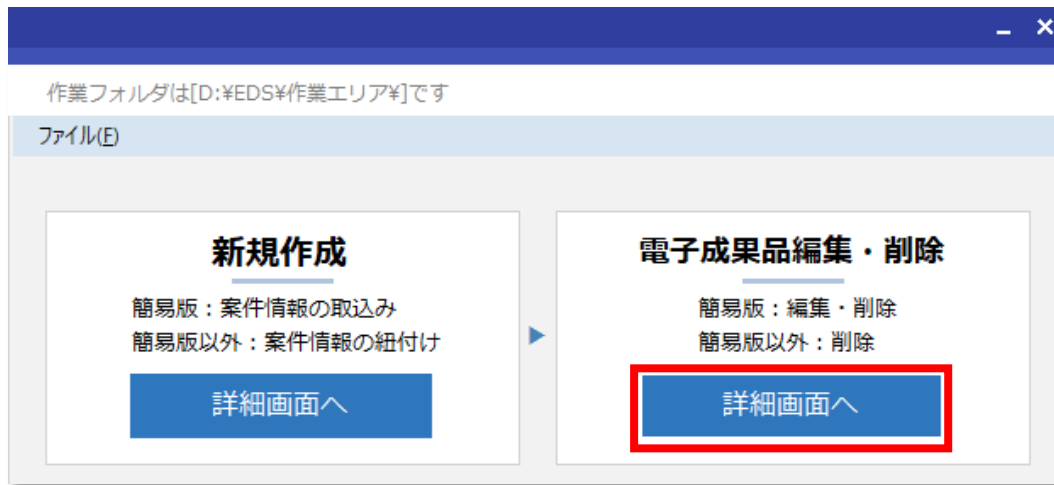 作業フォルダは[D:¥EDS¥作業エリア¥]です
ファイル(F)
新規作成
簡易版：案件情報の取込み
簡易版以外：案件情報の紐付け
詳細画面へ
電子成果品編集・削除
簡易版：編集・削除
簡易版以外：削除
詳細画面へ